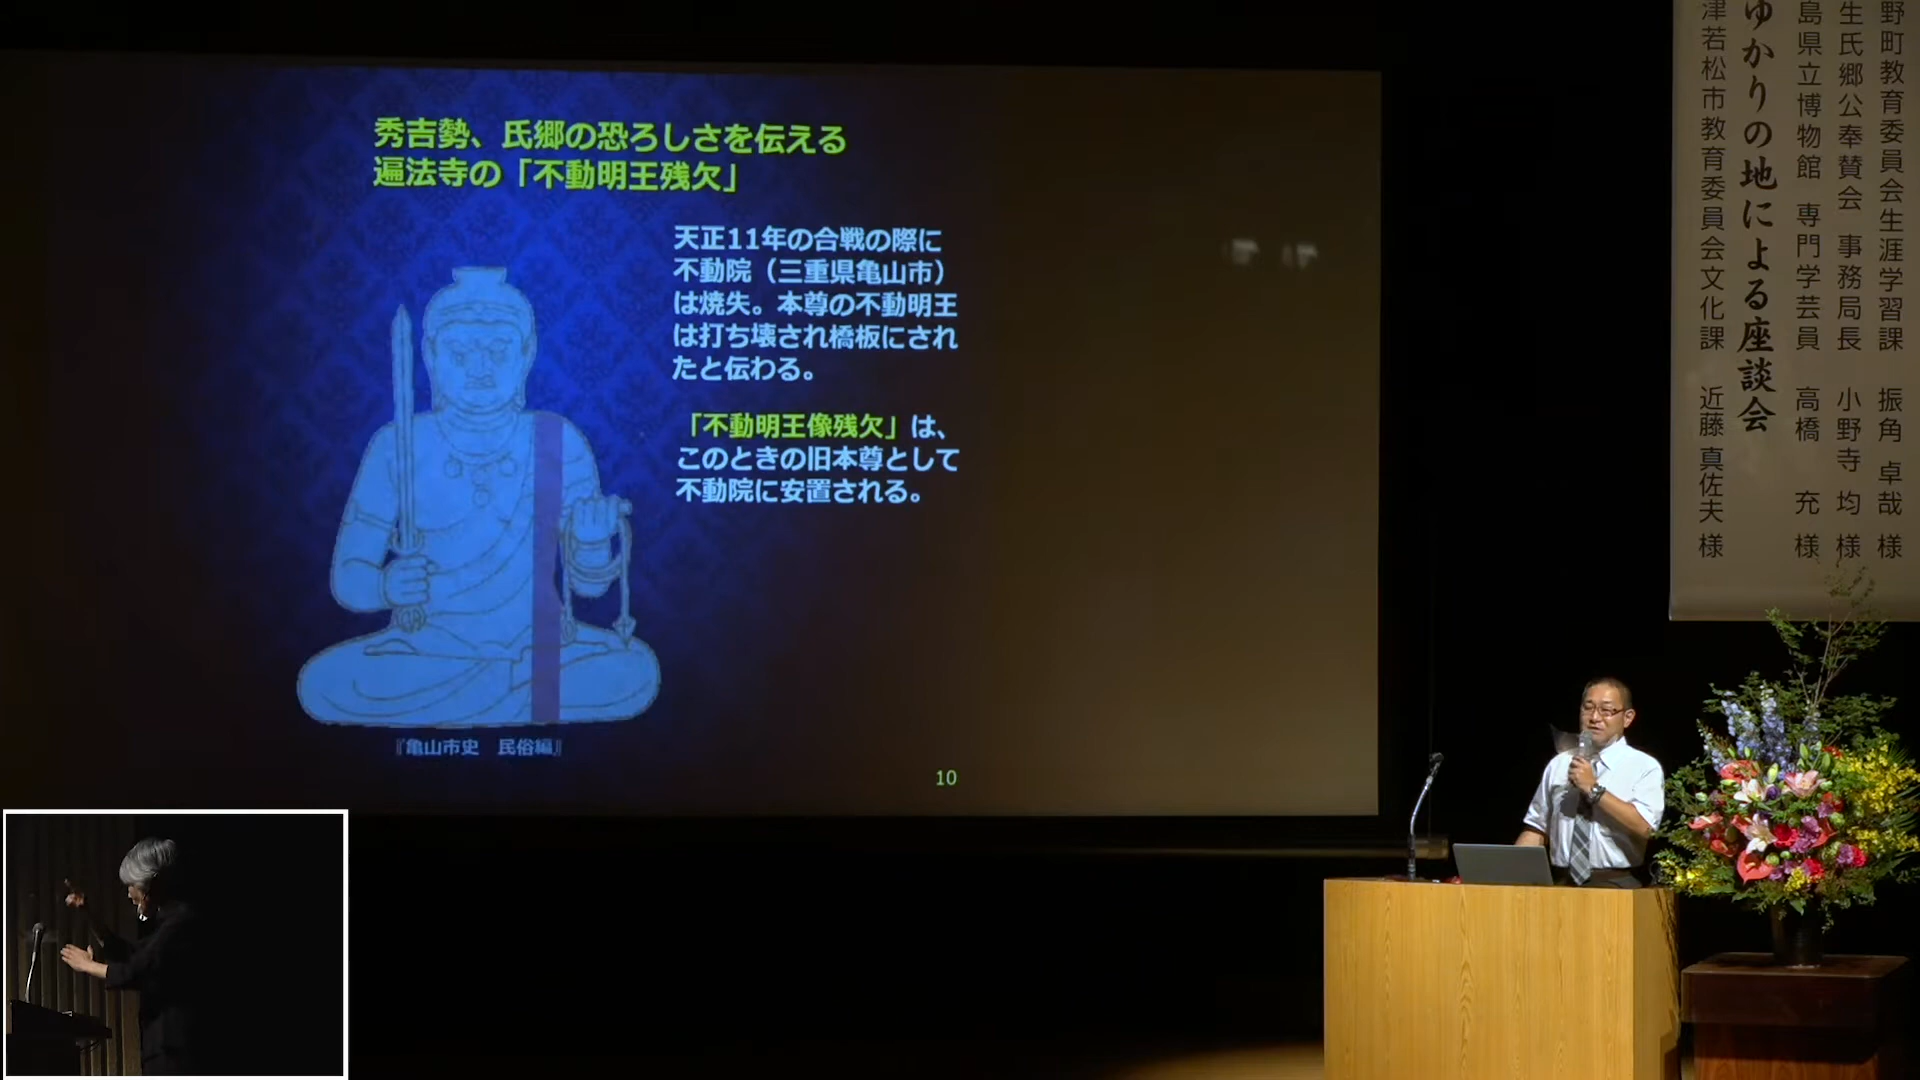 秀吉勢、氏郷の恐ろしさを伝える
遍法寺の「不動明王残欠」
天正11年の合戦の際に
不動院（三重県亀山市）
は焼失。本尊の不動明王
は打ち壊され橋板にされ
たと伝わる。
「不動明王像残欠」は、
このときの旧本尊として
不動院に安置される。
『亀山市史　民俗編』
10
野町教育委員会生涯学習課　振角 卓哉 様
生氏郷公奉賛会 事務局長　小野寺 均 様
島県立博物館 専門学芸員　高橋 充 様
ゆかりの地による座談会
津若松市教育委員会文化課　近藤 真佐夫 様